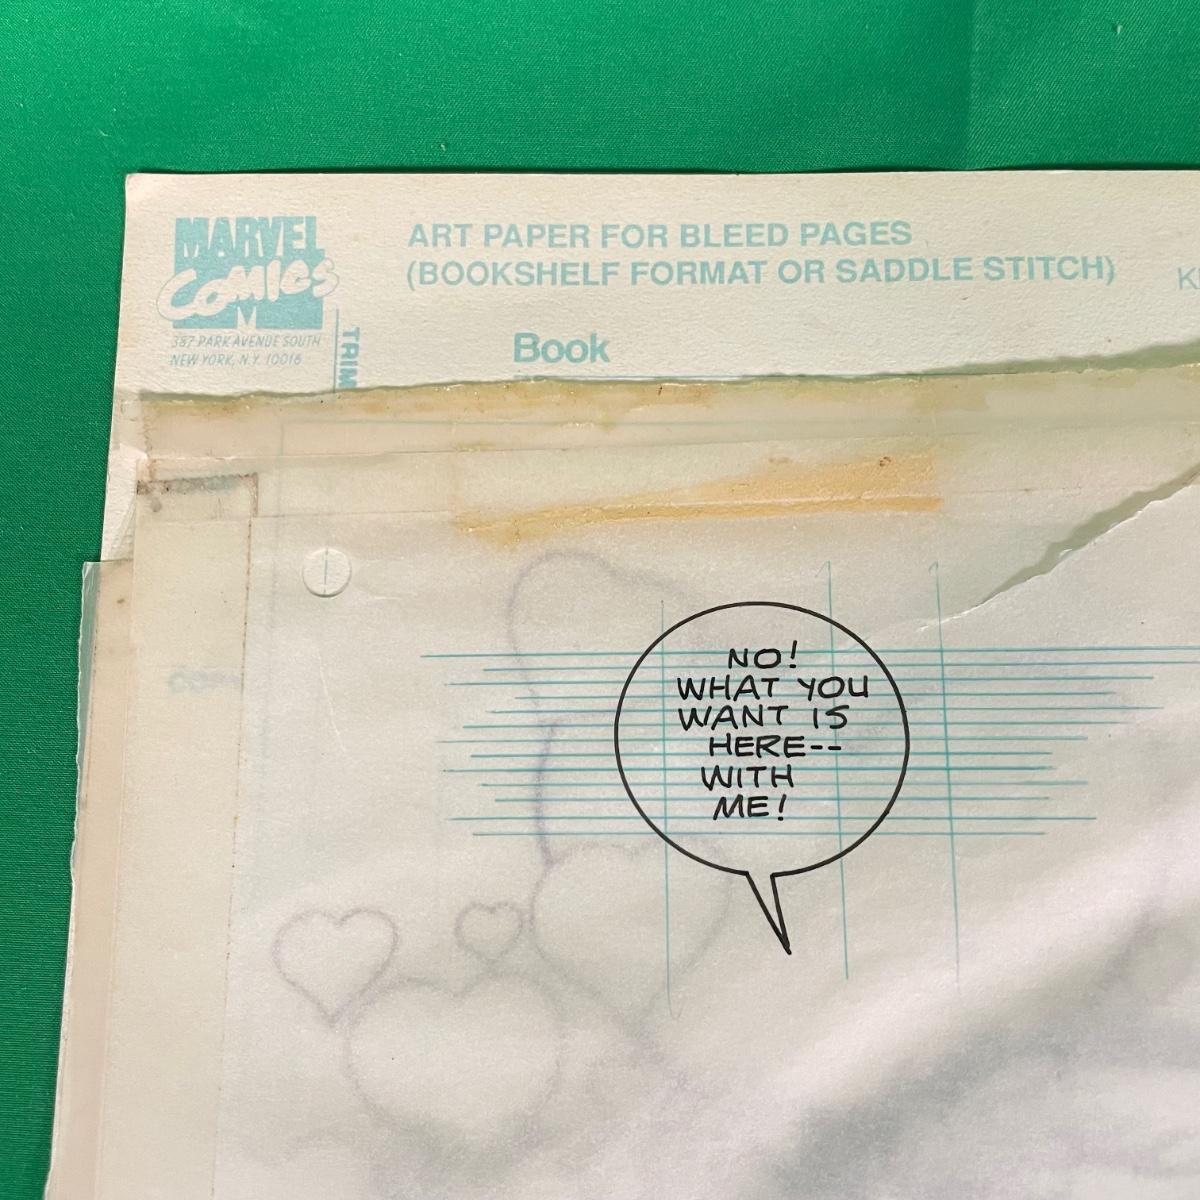 MARVEL
COMICS
387 PARK AVENUE SOUTH
NEW YORK, N.Y. 10016
TRIM
ART PAPER FOR BLEED PAGES
(BOOKSHELF FORMAT OR SADDLE STITCH)
Book
NO!
WHAT YOU
WANT IS
HERE--
WITH
ME!